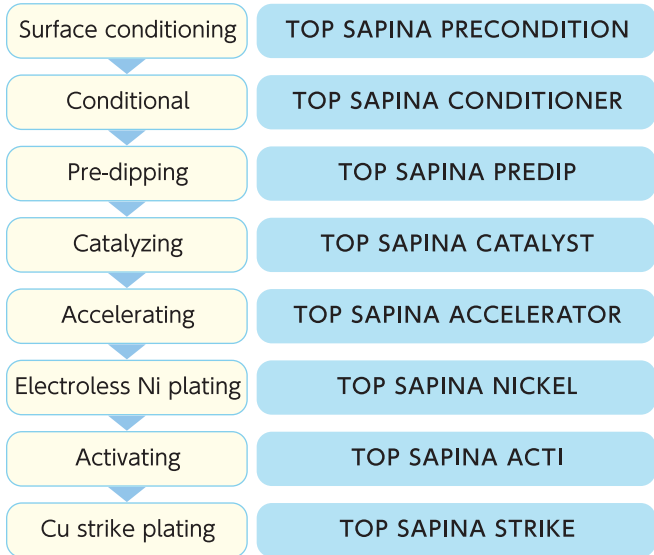 Surface conditioning TOP SAPINA PRECONDITION
Conditional TOP SAPINA CONDITIONER
Pre-dipping TOP SAPINA PREDIP
Catalyzing TOP SAPINA CATALYST
Accelerating TOP SAPINA ACCELERATOR
Electroless Ni plating TOP SAPINA NICKEL
Activating TOP SAPINA ACTI
Cu strike plating TOP SAPINA STRIKE